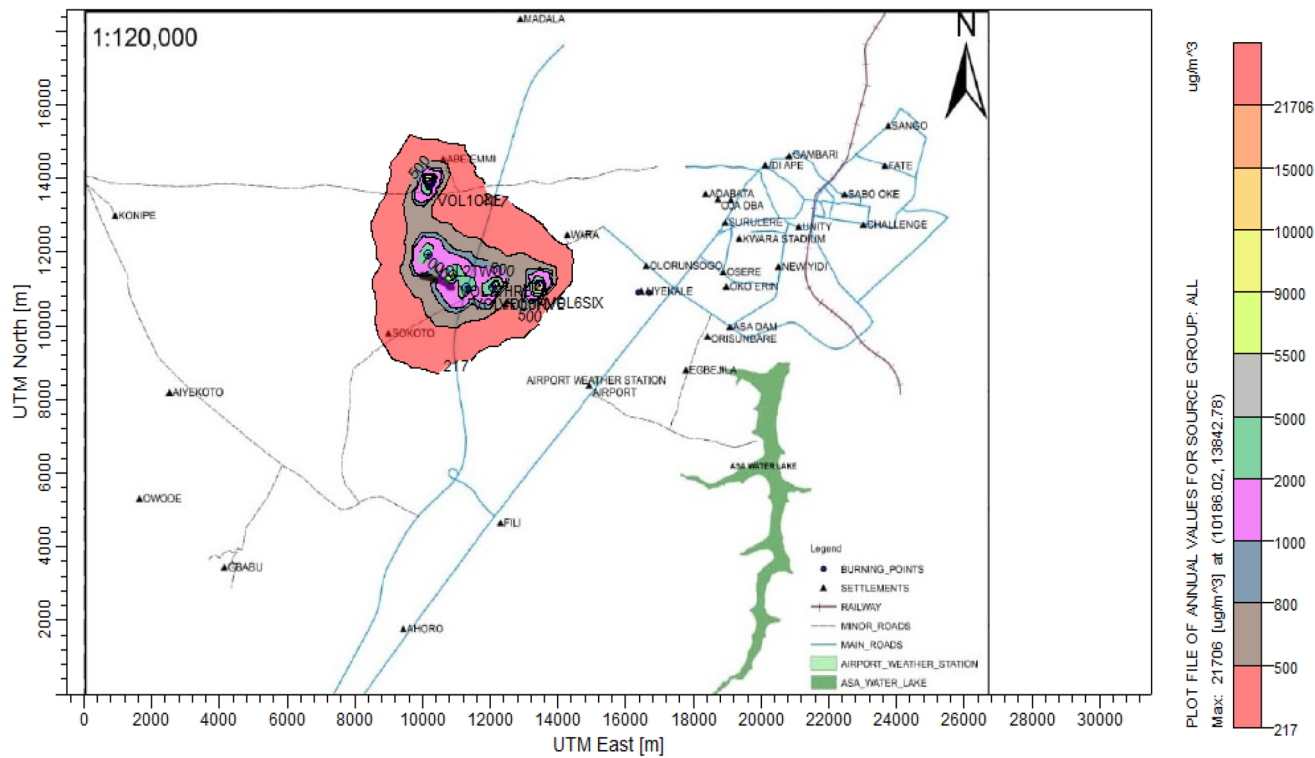 1:120,000
MADALA
N
SANGO
GAMBARI
IDI APE
FATE
SABO OKE
ADABATA
OJA OBA
SURULERE
UNITY
CHALLENGE
KWARA STADIUM
KONIPE
WARA
OLORUNSOGO
OSERE
NEW YIDI
OKO ERIN
AIYEKALE
VOL6SIX
500
500
SOKOTO
217
ASA DAM
ORISUNBARE
EGBEJILA
AIRPORT WEATHER STATION
AIRPORT
AIYEKOTO
ASA WATER LAKE
OWODE
FILI
GBABU
AHORO
Legend
BURNING_POINTS
SETTLEMENTS
RAILWAY
MINOR_ROADS
MAIN_ROADS
AIRPORT_WEATHER_STATION
ASA_WATER_LAKE
UTM North [m]
16000
14000
12000
10000
8000
6000
4000
2000
0 2000 4000 6000 8000 10000 12000 14000 16000 18000 20000 22000 24000 26000 28000 30000
UTM East [m]
PLOT FILE OF ANNUAL VALUES FOR SOURCE GROUP: ALL
ug/m^3
Max: 21706 [ug/m^3] at (10186.02, 13842.78)
21706
15000
10000
9000
5500
5000
2000
1000
800
500
217